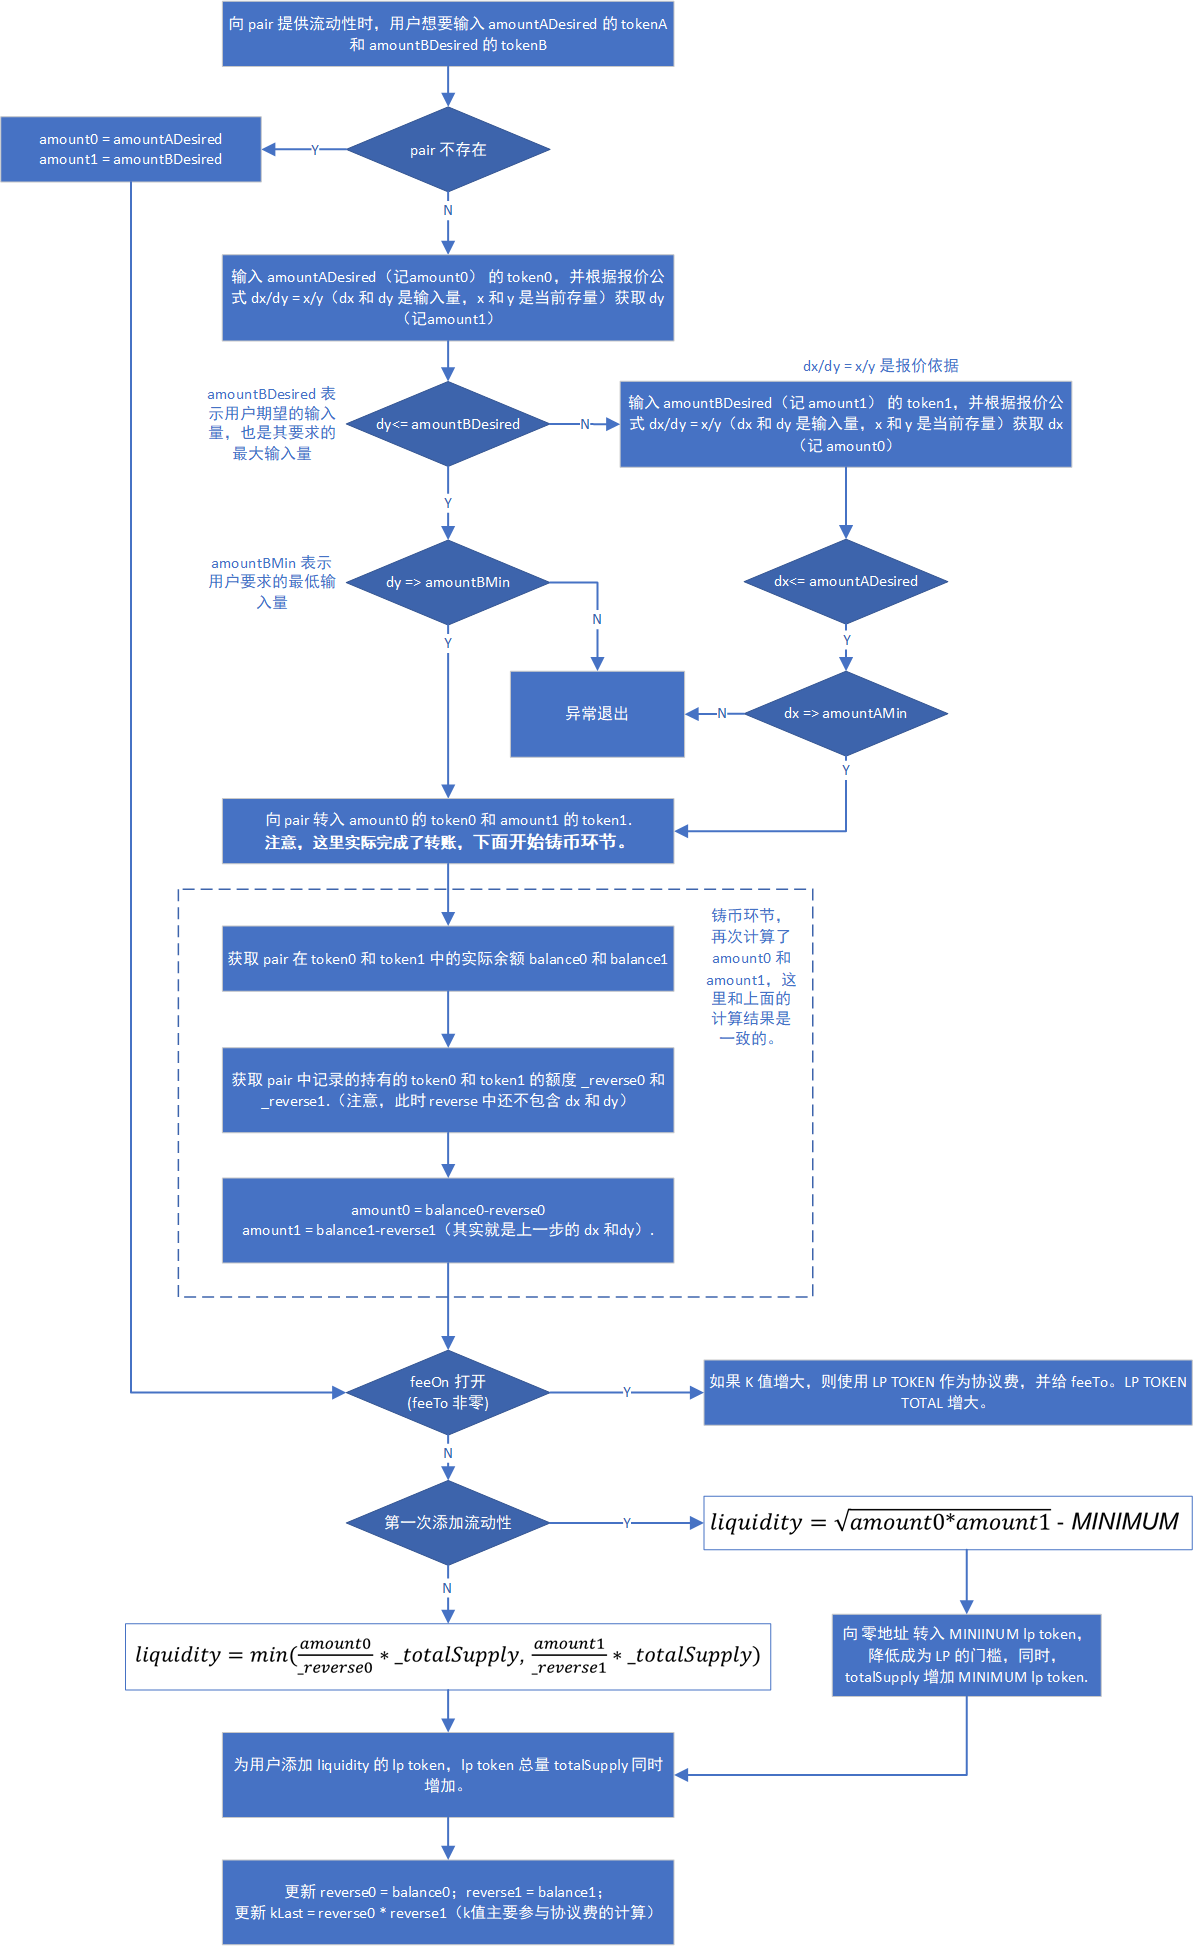 向 pair 提供流动性时，用户想要输入 amountADesired 的 tokenA
和 amountBDesired 的 tokenB
amount0 = amountADesired
amount1 = amountBDesired
Y
pair 不存在
N
输入 amountADesired（记amount0） 的 token0，并根据报价公
式 dx/dy = x/y（dx 和 dy 是输入量，x 和 y 是当前存量）获取 dy
（记amount1）
dx/dy = x/y 是报价依据
amountBDesired 表
示用户期望的输入
量，也是其要求的
最大输入量
dy<= amountBDesired
N
输入 amountBDesired（记 amount1） 的 token1，并根据报价公
式 dx/dy = x/y（dx 和 dy 是输入量，x 和 y 是当前存量）获取 dx
（记 amount0）
Y
amountBMin 表示
用户要求的最低输
入量
dy => amountBMin
dx<= amountADesired
N
Y
Y
异常退出
N
dx => amountAMin
Y
向 pair 转入 amount0 的 token0 和 amount1 的 token1.
注意，这里实际完成了转账，下面开始铸币环节。
铸币环节，
再次计算了
amount0 和
amount1，这
里和上面的
计算结果是
一致的。
获取 pair 在 token0 和 token1 中的实际余额 balance0 和 balance1
获取 pair 中记录的持有的 token0 和 token1 的额度 _reverse0 和
_reverse1.（注意，此时 reverse 中还不包含 dx 和 dy）
amount0 = balance0-reverse0
amount1 = balance1-reverse1（其实就是上一步的 dx 和dy）.
feeOn 打开
(feeTo 非零)
Y
如果 K 值增大，则使用 LP TOKEN 作为协议费，并给 feeTo。LP TOKEN
TOTAL 增大。
N
第一次添加流动性
Y
liquidity = √amount0*amount1 - MINIMUM
N
liquidity = min(amount0/_reverse0 * _totalSupply, amount1/_reverse1 * _totalSupply)
向 零地址 转入 MINIINUM lp token，
降低成为 LP 的门槛，同时，
totalSupply 增加 MINIMUM lp token.
为用户添加 liquidity 的 lp token，lp token 总量 totalSupply 同时
增加。
更新 reverse0 = balance0；reverse1 = balance1；
更新 kLast = reverse0 * reverse1（k值主要参与协议费的计算）